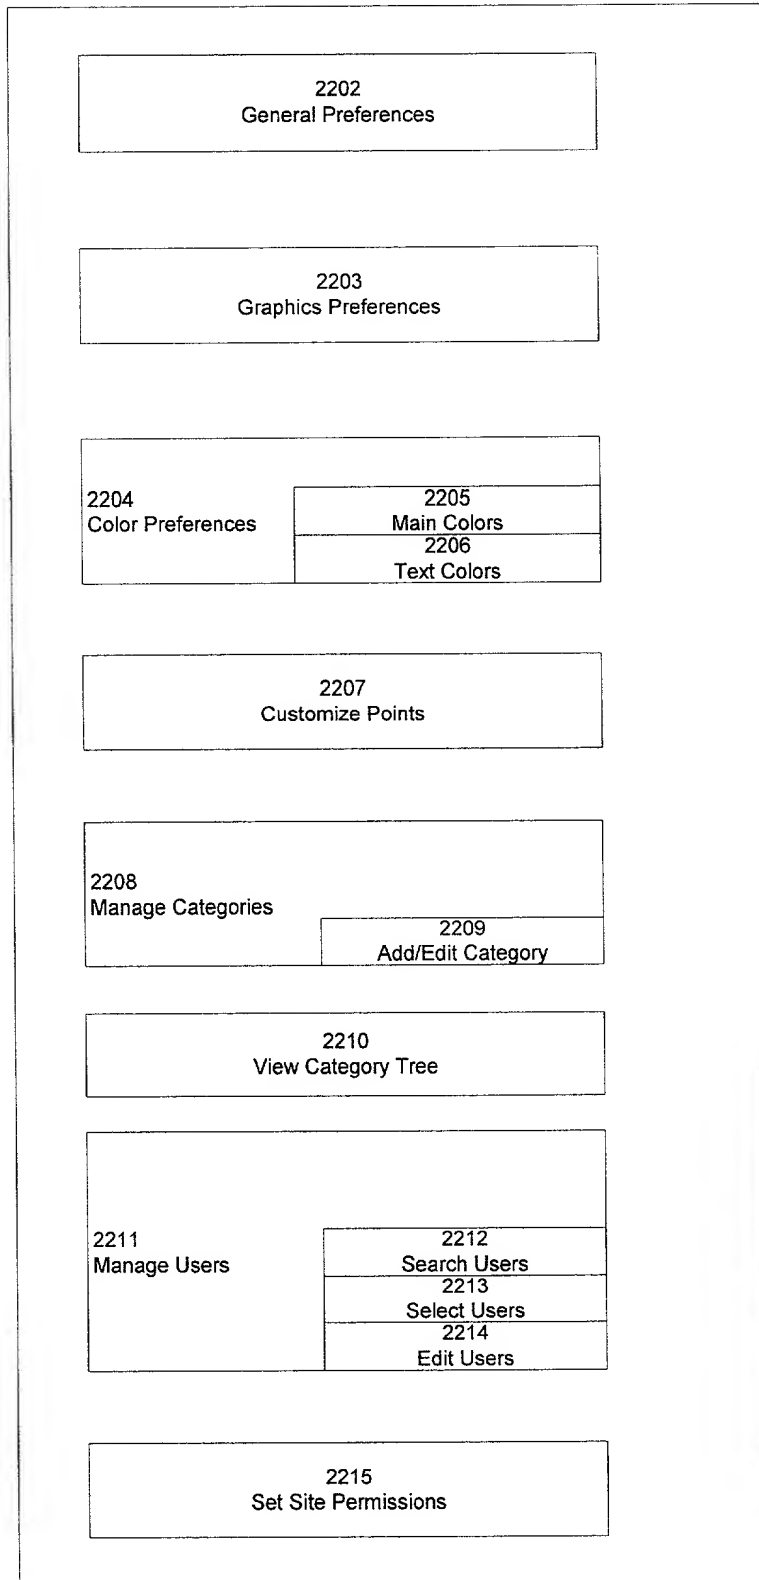 2202
General Preferences
2203
Graphics Preferences
2204
Color Preferences
2205
Main Colors
2206
Text Colors
2207
Customize Points
2208
Manage Categories
2209
Add/Edit Category
2210
View Category Tree
2211
Manage Users
2212
Search Users
2213
Select Users
2214
Edit Users
2215
Set Site Permissions